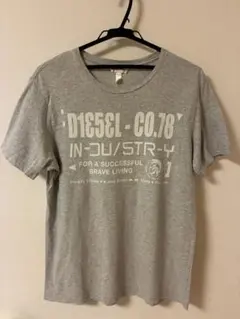 D1ESEL - CO.78
IN-DU/STR-Y
FOR A SUCCESSFUL
BRAVE LIVING